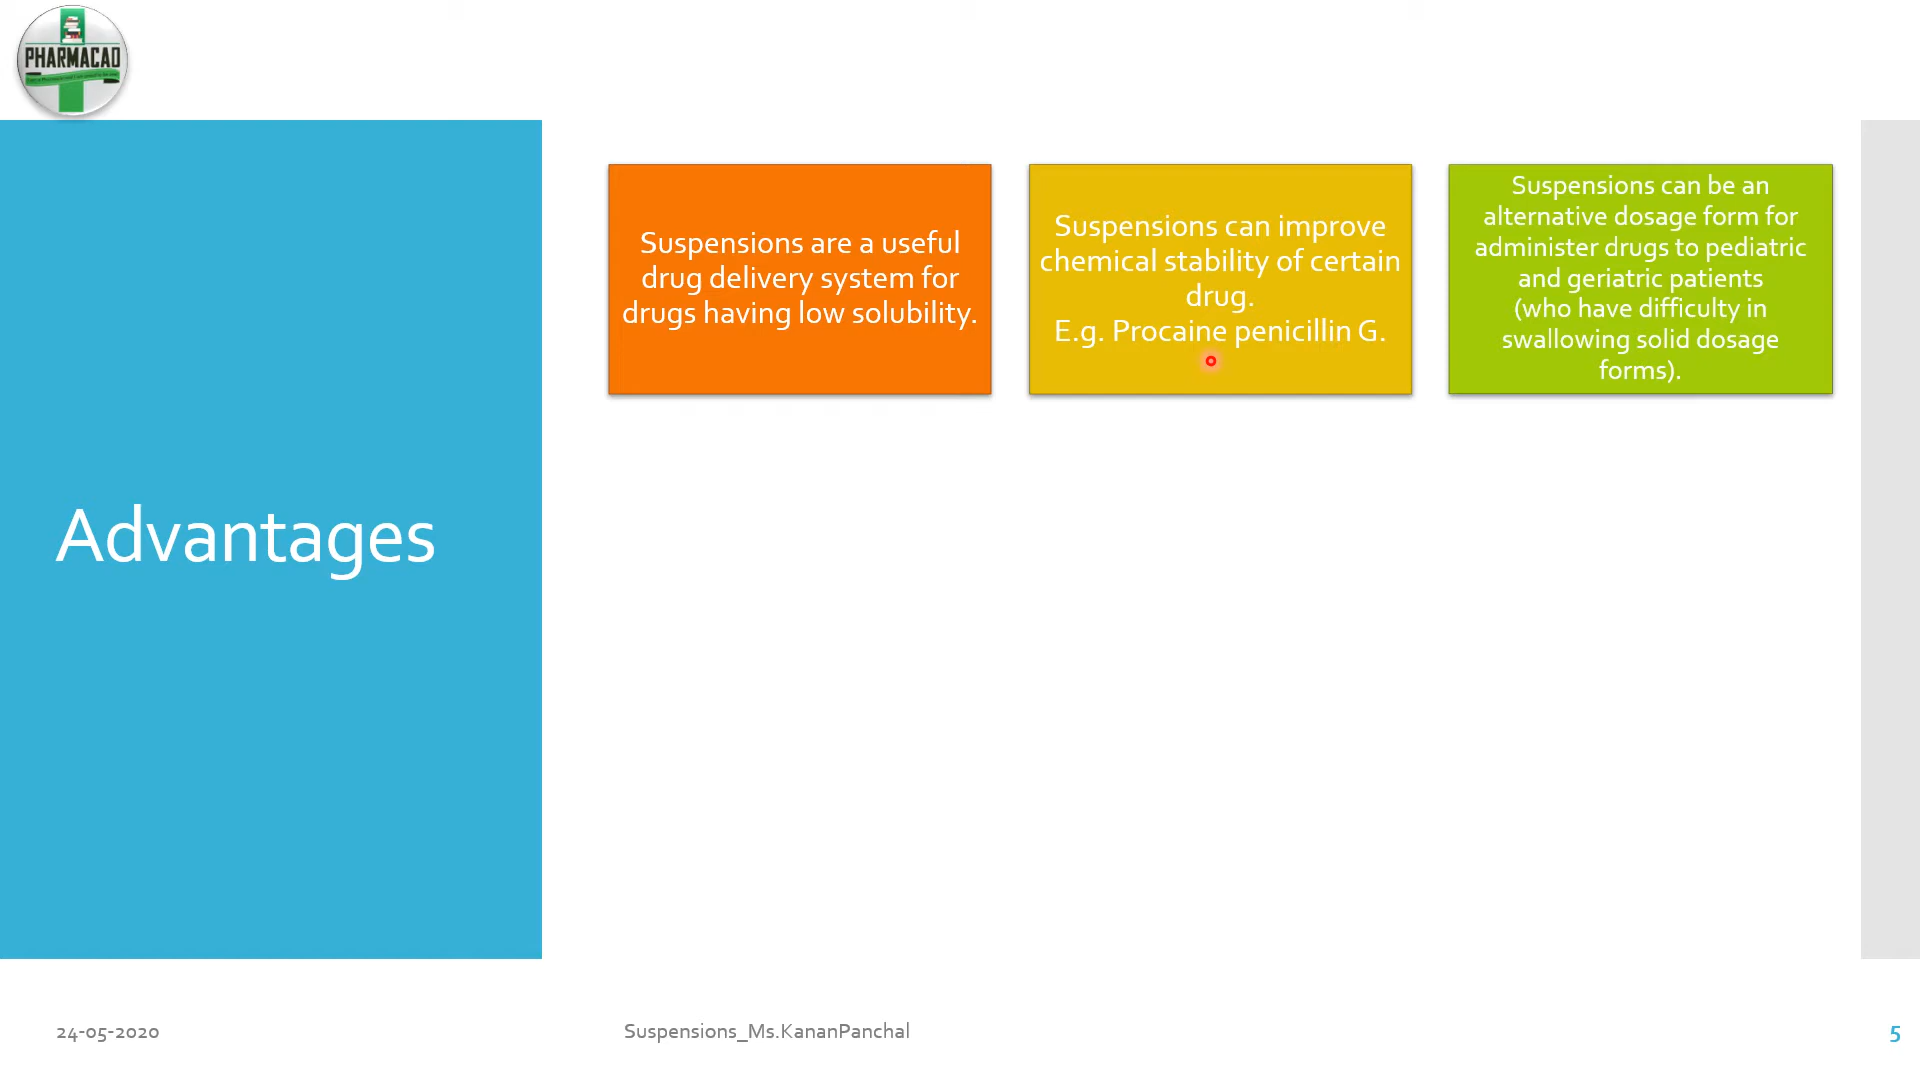 PHARMACAD
Advantages
Suspensions are a useful
drug delivery system for
drugs having low solubility.
Suspensions can improve
chemical stability of certain
drug.
E.g. Procaine penicillin G.
Suspensions can be an
alternative dosage form for
administer drugs to pediatric
and geriatric patients
(who have difficulty in
swallowing solid dosage
forms).
24-05-2020
Suspensions_Ms.KananPanchal
5